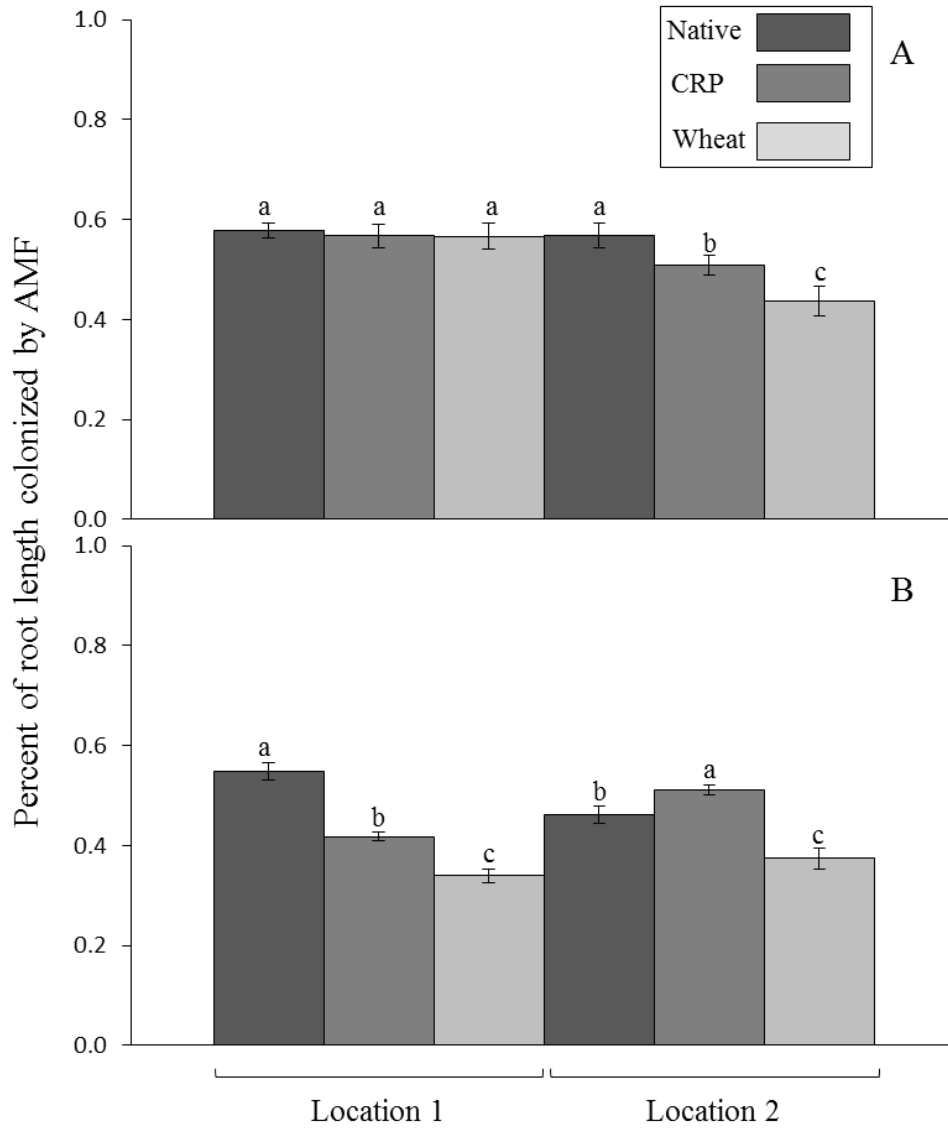 Percent of root length colonized by AMF
1.0
0.8
0.6
0.4
0.2
0.0
Native
CRP
Wheat
A
a
a
a
a
b
c
1.0
0.8
0.6
0.4
0.2
0.0
B
a
b
c
b
a
c
Location 1
Location 2